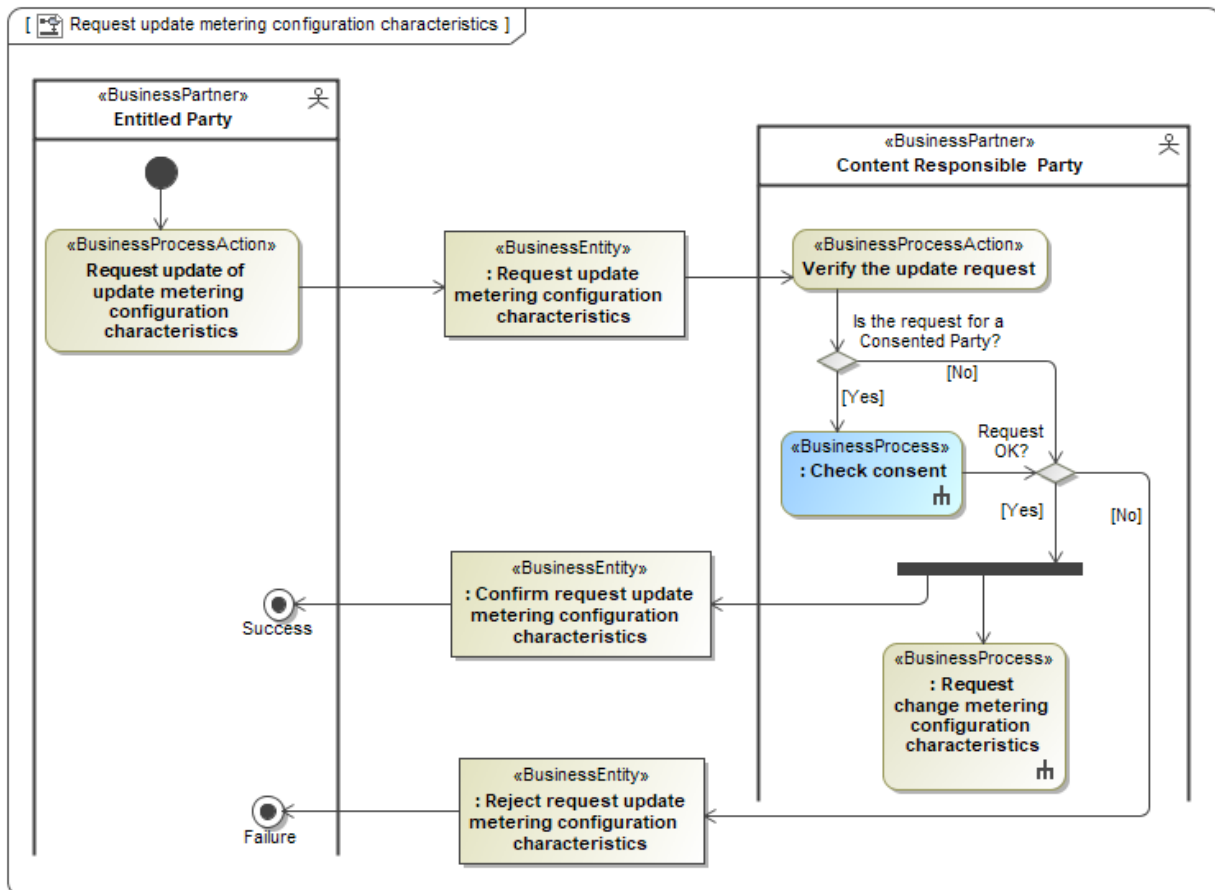 [ Request update metering configuration characteristics ]
«BusinessPartner»
Entitled Party
«BusinessPartner»
Content Responsible Party
«BusinessProcessAction»
Request update of
update metering
configuration
characteristics
«BusinessEntity»
: Request update
metering configuration
characteristics
«BusinessProcessAction»
Verify the update request
Is the request for a
Consented Party?
[No]
[Yes]
«BusinessProcess»
: Check consent
Request
OK?
[Yes]
[No]
«BusinessEntity»
: Confirm request update
metering configuration
characteristics
Success
«BusinessProcess»
: Request
change metering
configuration
characteristics
«BusinessEntity»
: Reject request update
metering configuration
characteristics
Failure